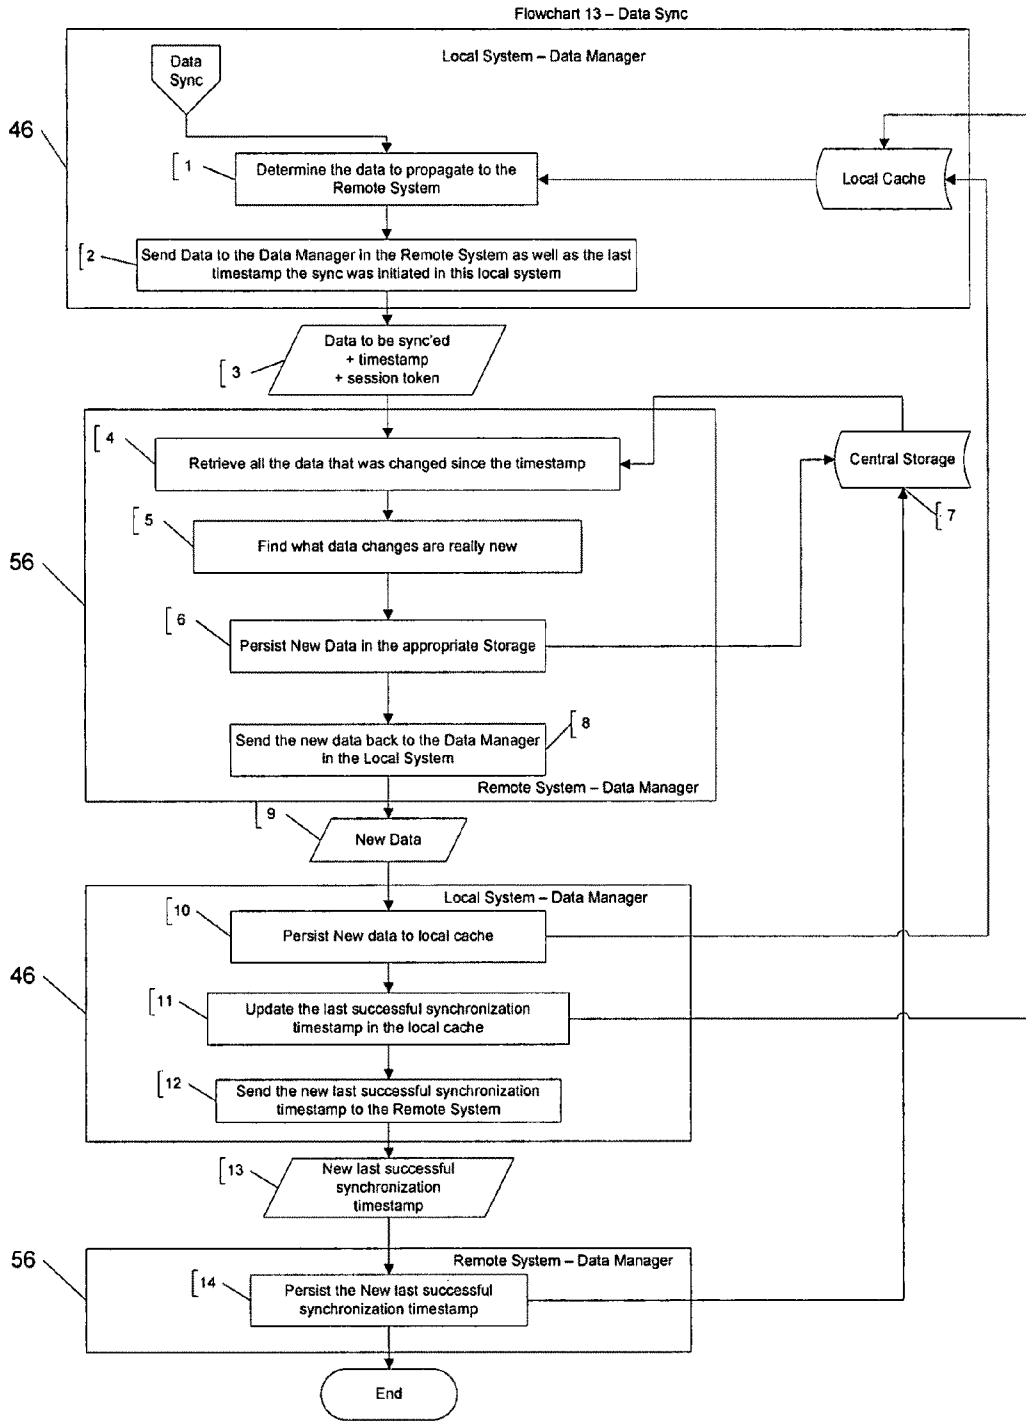 Flowchart 13 – Data Sync
Local System – Data Manager
Data
Sync
46
1
Determine the data to propagate to the
Remote System
Local Cache
2
Send Data to the Data Manager in the Remote System as well as the last
timestamp the sync was initiated in this local system
3
Data to be sync'ed
+ timestamp
+ session token
4
Retrieve all the data that was changed since the timestamp
Central Storage
7
5
Find what data changes are really new
56
6
Persist New Data in the appropriate Storage
8
Send the new data back to the Data Manager
in the Local System
Remote System – Data Manager
9
New Data
Local System – Data Manager
10
Persist New data to local cache
46
11
Update the last successful synchronization
timestamp in the local cache
12
Send the new last successful synchronization
timestamp to the Remote System
13
New last successful
synchronization
timestamp
56
Remote System – Data Manager
14
Persist the New last successful
synchronization timestamp
End